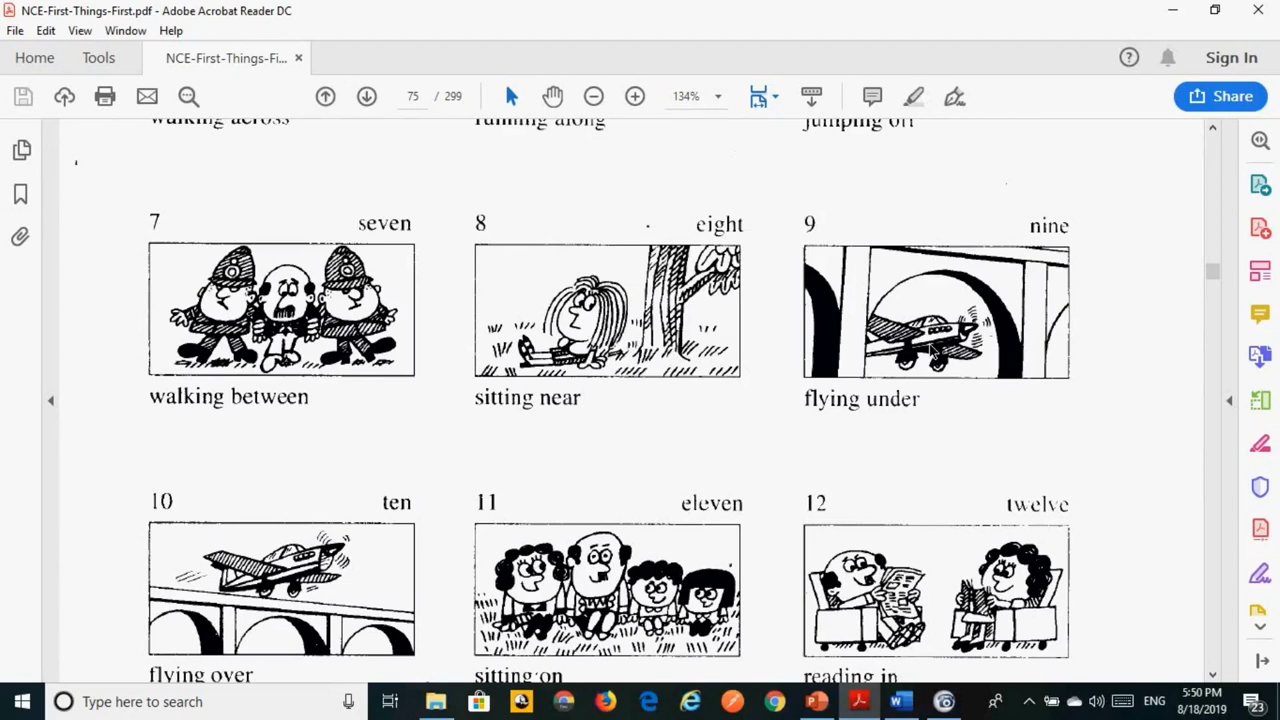 NCE-First-Things-First.pdf - Adobe Acrobat Reader DC
File Edit View Window Help
Home Tools NCE-First-Things-Fi...
Sign In
75 / 299
134%
Share
walking across running along jumping off
7 seven 8 eight 9 nine
walking between sitting near flying under
10 ten 11 eleven 12 twelve
flying over sitting on reading in
Type here to search
ENG
5:50 PM
8/18/2019
23